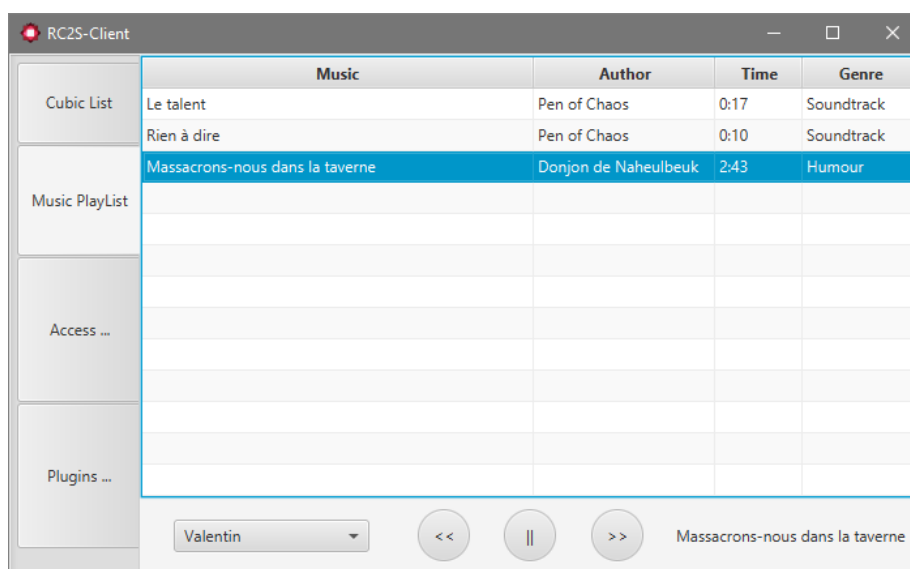 RC2S-Client
Cubic List
Music PlayList
Access ...
Plugins ...
Music Author Time Genre
Le talent Pen of Chaos 0:17 Soundtrack
Rien à dire Pen of Chaos 0:10 Soundtrack
Massacrons-nous dans la taverne Donjon de Naheulbeuk 2:43 Humour
Valentin << || >> Massacrons-nous dans la taverne